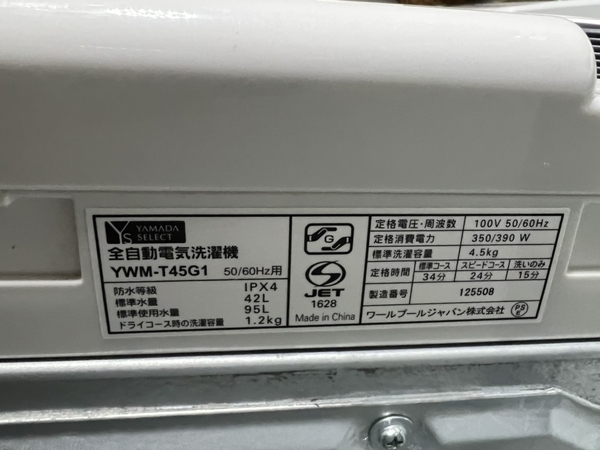 YS YAMADA SELECT
全自動電気洗濯機
YWM-T45G1 50/60Hz用
防水等級 IPX4
標準水量 42L
標準使用水量 95L
ドライコース時の洗濯容量 1.2kg
G
JET
1628
Made in China
定格電圧・周波数 100V 50/60Hz
定格消費電力 350/390 W
標準洗濯容量 4.5kg
定格時間 標準コース スピードコース 洗いのみ
34分 24分 15分
製造番号 125508
ワールプールジャパン株式会社 PSE